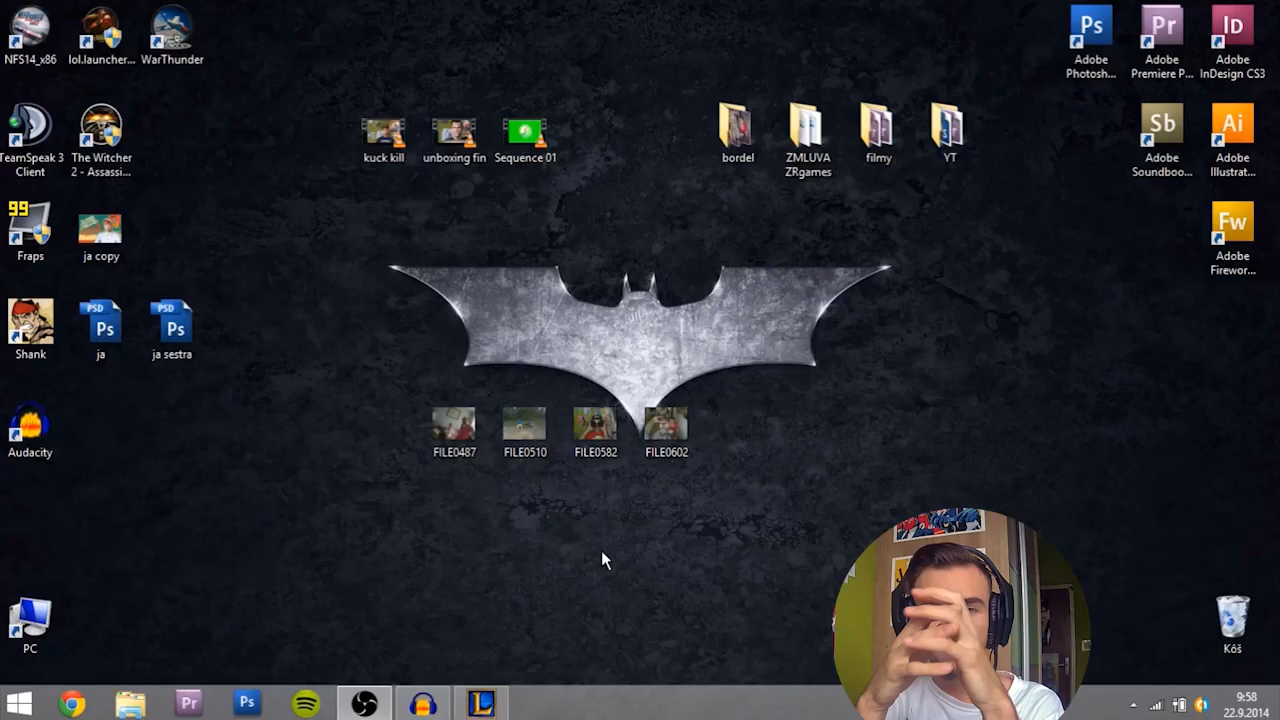 NFS14_x86
lol.launcher...
WarThunder
Ps
Adobe
Photosh...
Pr
Adobe
Premiere P...
ID
Adobe
InDesign CS3
TeamSpeak 3
Client
The Witcher
2 - Assassi...
kuck kill
unboxing fin
Sequence 01
bordel
ZMLUVA
ZRgames
filmy
YT
Sb
Adobe
Soundboo...
Ai
Adobe
Illustrat...
99
Fraps
ja copy
Fw
Adobe
Firewor...
Shank
PSD
Ps
ja
PSD
Ps
ja sestra
Audacity
FILE0487
FILE0510
FILE0582
FILE0602
PC
Kôš
Pr
Ps
L
9:58
22.9.2014